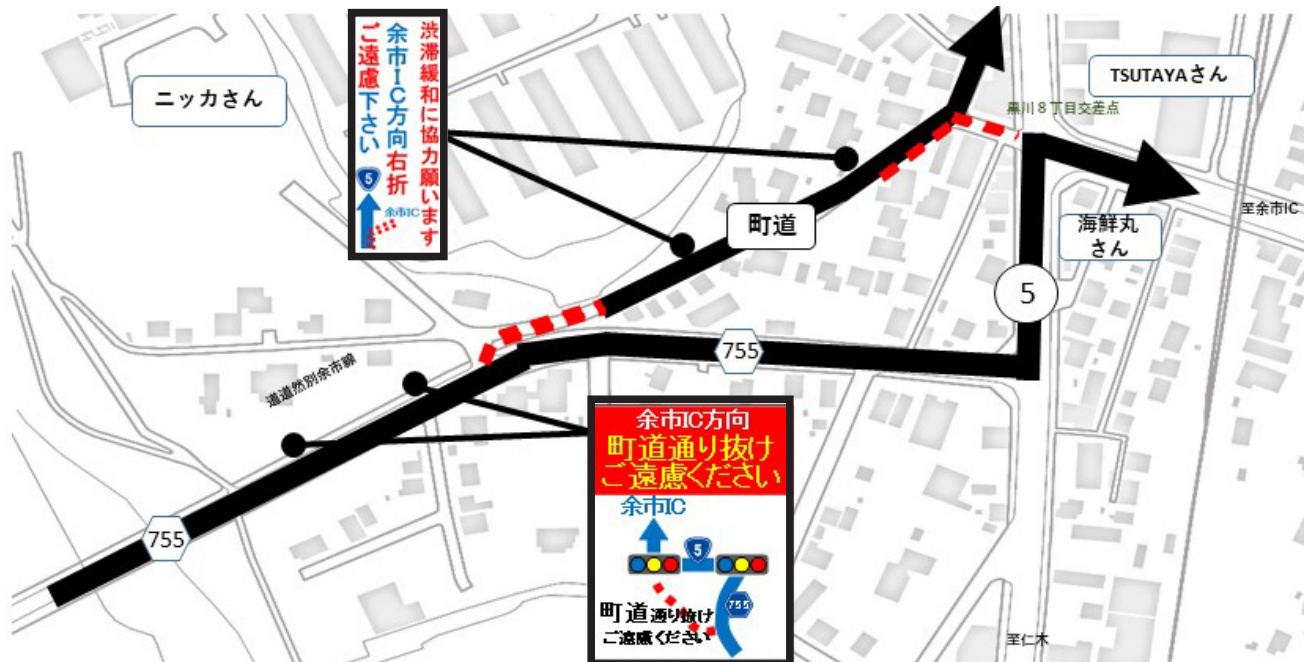 ニッカさん
渋滞緩和に協力願います
余市IC方向右折
ご遠慮下さい
5
余市IC
TSUTAYAさん
黒川8丁目交差点
至余市IC
町道
海鮮丸
さん
5
755
道道然別余市線
755
余市IC方向
町道通り抜け
ご遠慮ください
余市IC
5
755
町道通り抜け
ご遠慮ください
至仁木